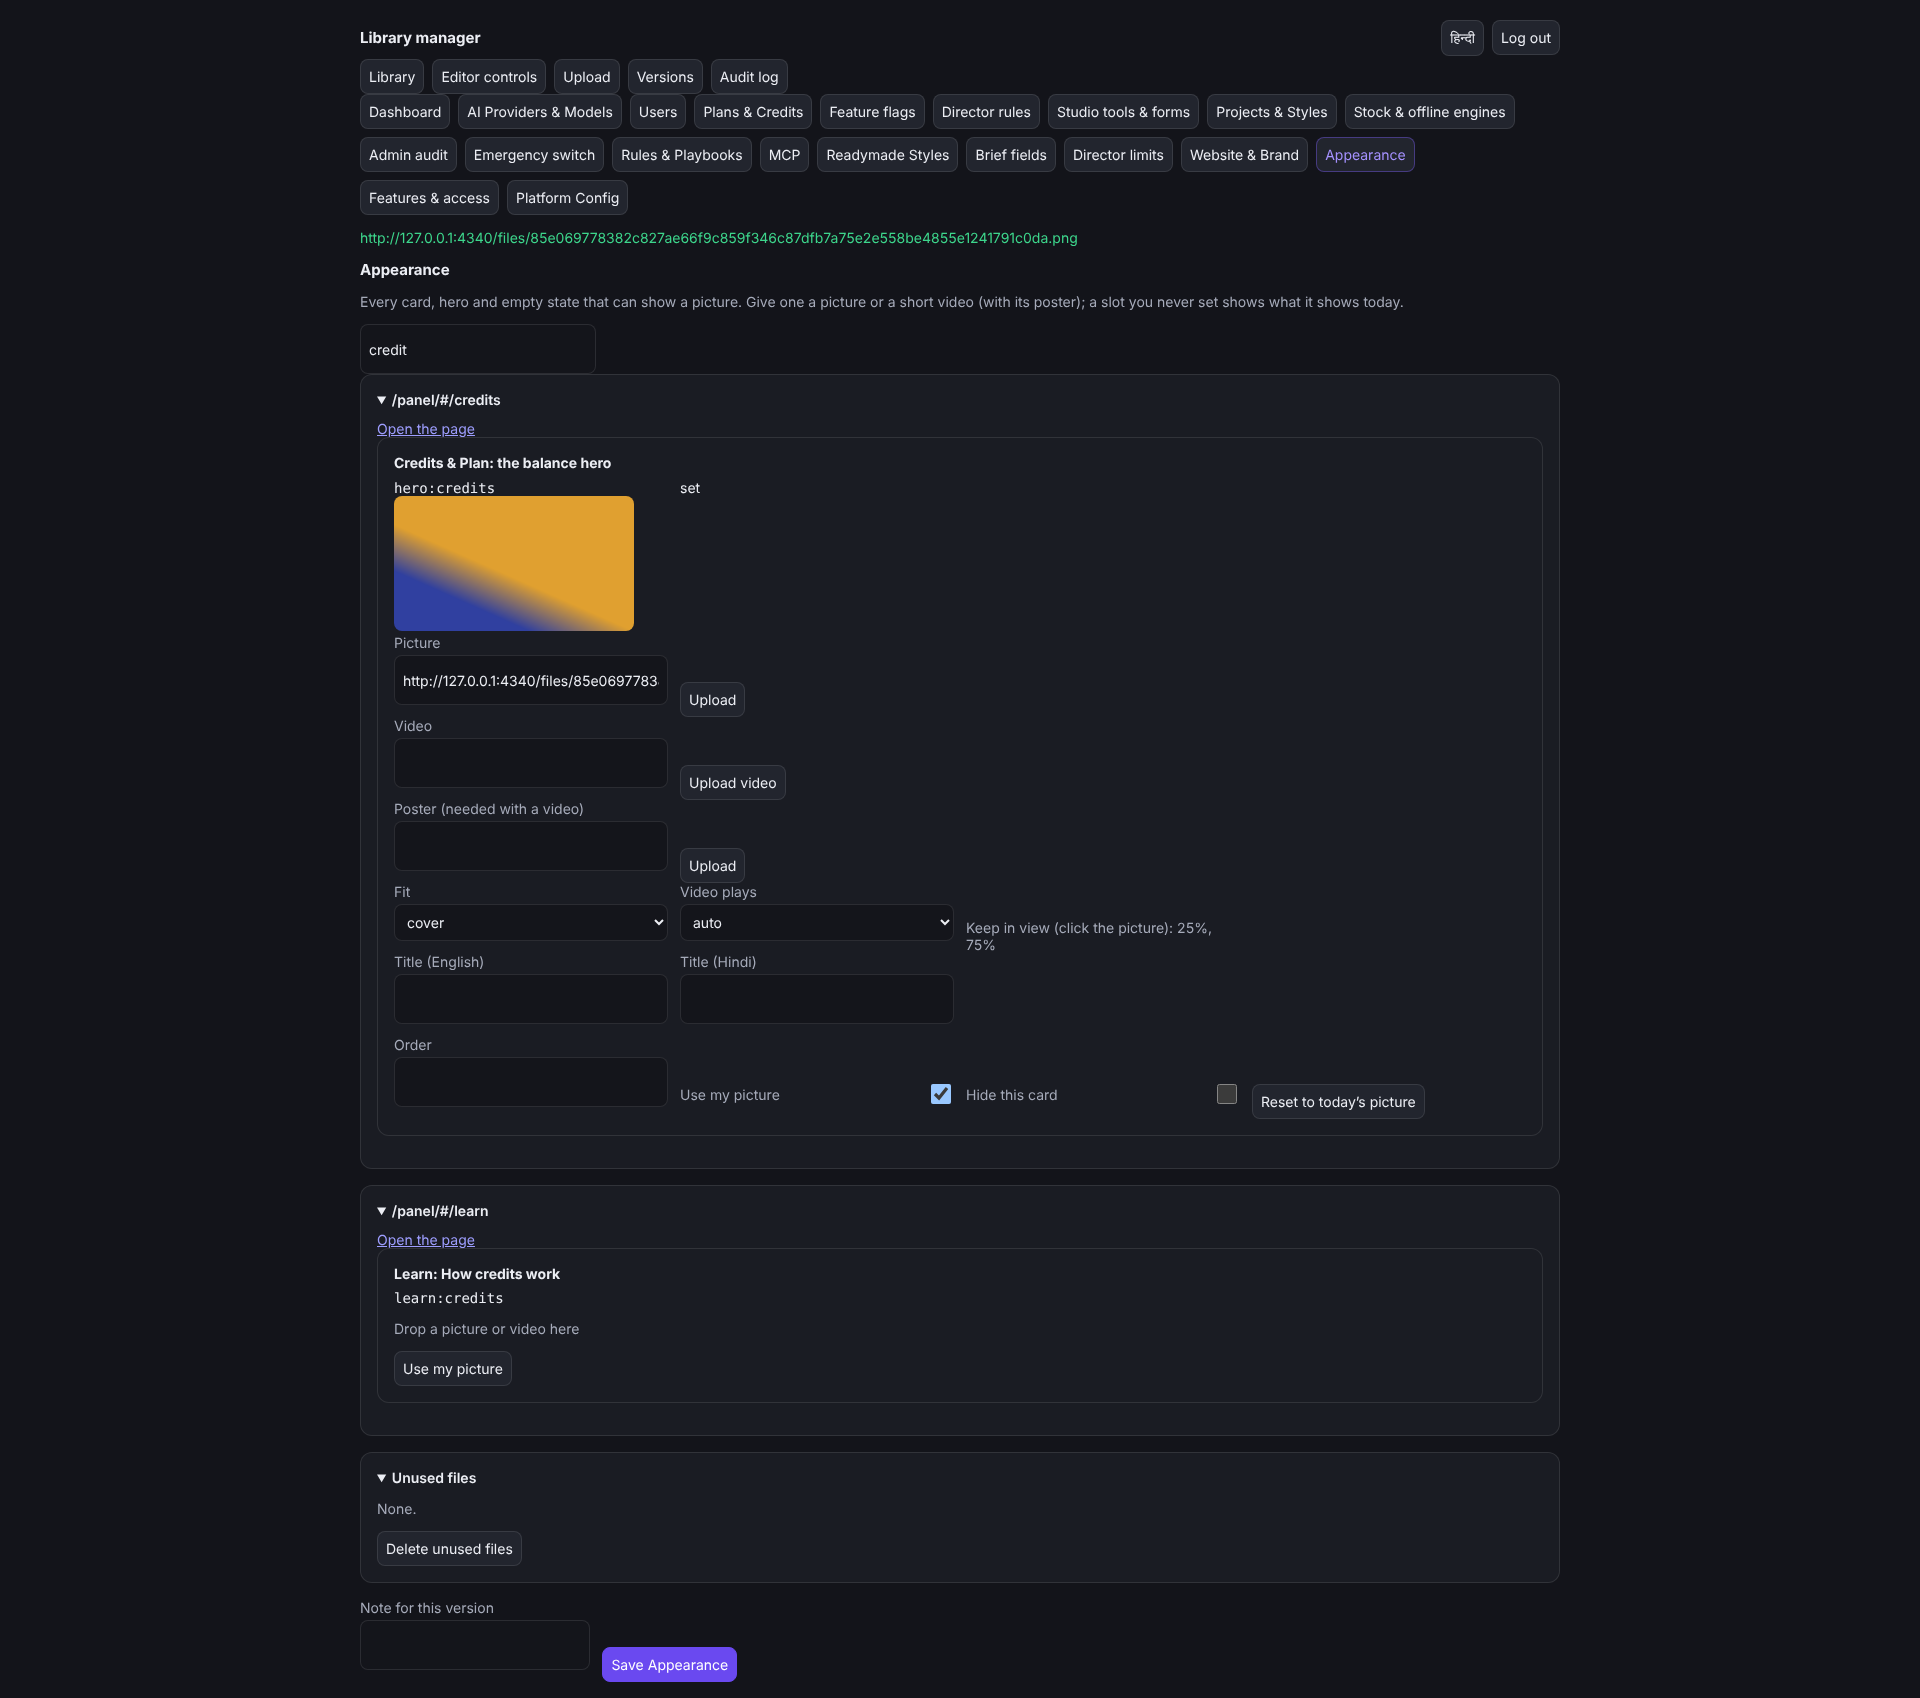 Library manager
हिन्दी
Log out
Library
Editor controls
Upload
Versions
Audit log
Dashboard
AI Providers & Models
Users
Plans & Credits
Feature flags
Director rules
Studio tools & forms
Projects & Styles
Stock & offline engines
Admin audit
Emergency switch
Rules & Playbooks
MCP
Readymade Styles
Brief fields
Director limits
Website & Brand
Appearance
Features & access
Platform Config
http://127.0.0.1:4340/files/85e069778382c827ae66f9c859f346c87dfb7a75e2e558be4855e1241791c0da.png
Appearance
Every card, hero and empty state that can show a picture. Give one a picture or a short video (with its poster); a slot you never set shows what it shows today.
credit
/panel/#/credits
Open the page
Credits & Plan: the balance hero
hero:credits
set
Picture
http://127.0.0.1:4340/files/85e0697783
Upload
Video
Upload video
Poster (needed with a video)
Upload
Fit
Video plays
cover
auto
Keep in view (click the picture): 25%,
75%
Title (English)
Title (Hindi)
Order
Use my picture
Hide this card
Reset to today’s picture
/panel/#/learn
Open the page
Learn: How credits work
learn:credits
Drop a picture or video here
Use my picture
Unused files
None.
Delete unused files
Note for this version
Save Appearance